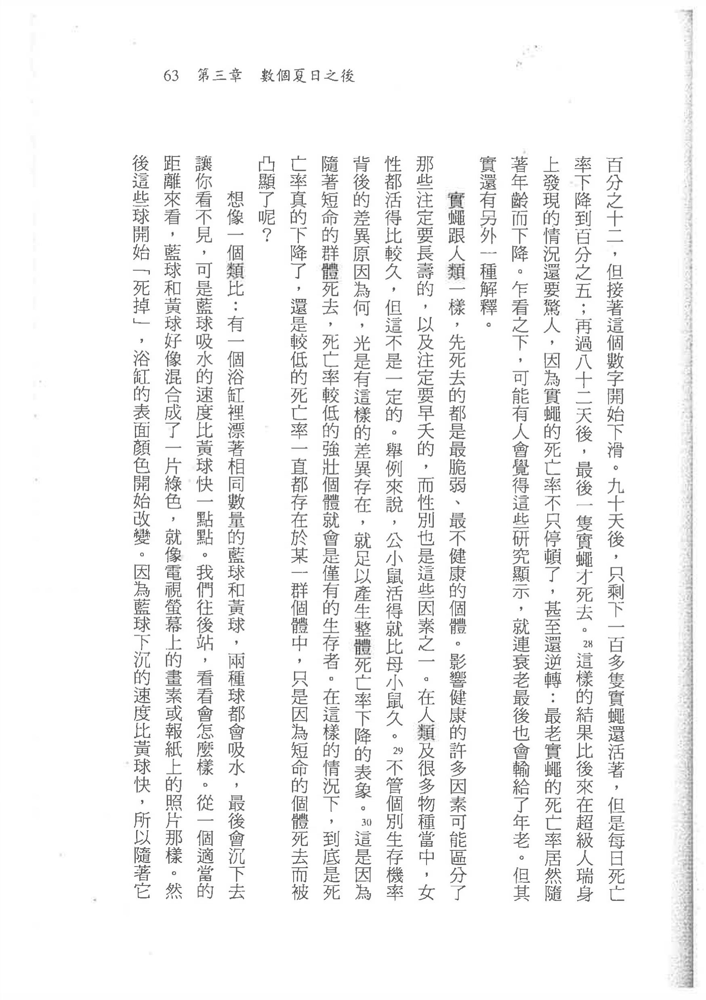 63 第三章 數個夏日之後
百分之十二，但接著這個數字開始下滑。九十天後，只剩下一百多隻實蠅還活著，但是每日死亡
率下降到百分之五；再過八十二天後，最後一隻實蠅才死去。28這樣的結果比後來在超級人瑞身
上發現的情況還要驚人，因為實蠅的死亡率不只停頓了，甚至還逆轉：最老實蠅的死亡率居然隨
著年齡而下降。乍看之下，可能有人會覺得這些研究顯示，就連衰老最後也會輸給了年老。但其
實還有另外一種解釋。
實蠅跟人類一樣，先死去的都是最脆弱、最不健康的個體。影響健康的許多因素可能區分了
那些注定要長壽的，以及注定要早夭的，而性別也是這些因素之一。在人類及很多物種當中，女
性都活得比較久，但這不是一定的。舉例來說，公小鼠活得就比母小鼠久。29不管個別生存機率
背後的差異原因為何，光是有這樣的差異存在，就足以產生整體死亡率下降的表象。30這是因為
隨著短命的群體死去，死亡率較低的強壯個體就會是僅有的生存者。在這樣的情況下，到底是死
亡率真的下降了，還是較低的死亡率一直都存在於某一群個體中，只是因為短命的個體死去而被
凸顯了呢？
想像一個類比：有一個浴缸裡漂著相同數量的藍球和黃球，兩種球都會吸水，最後會沉下去
讓你看不見，可是藍球吸水的速度比黃球快一點點。我們往後站，看看會怎麼樣。從一個適當的
距離來看，藍球和黃球好像混合成了一片綠色，就像電視螢幕上的畫素或報紙上的照片那樣。然
後這些球開始「死掉」，浴缸的表面顏色開始改變。因為藍球下沉的速度比黃球快，所以隨著它